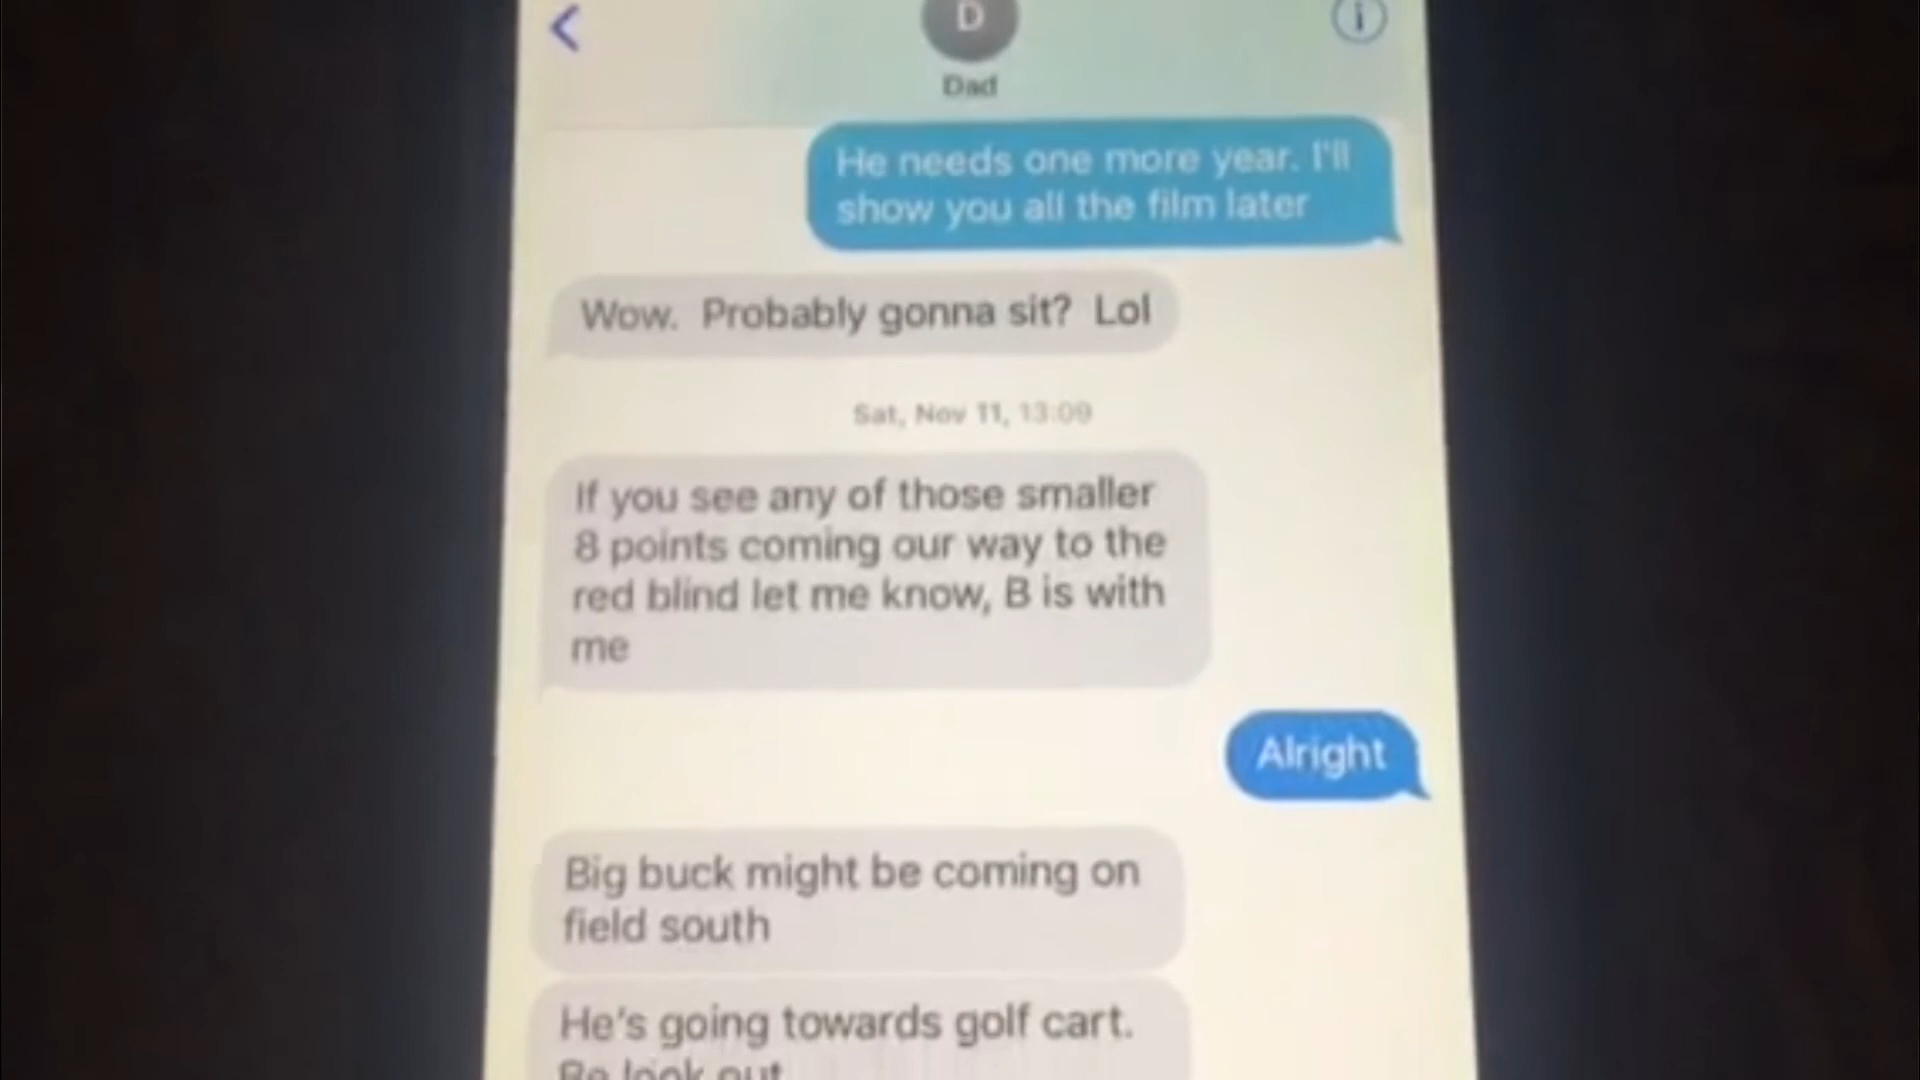 D
Dad
He needs one more year. I'll
show you all the film later
Wow. Probably gonna sit? Lol
Sat, Nov 11, 13:09
If you see any of those smaller
8 points coming our way to the
red blind let me know, B is with
me
Alright
Big buck might be coming on
field south
He's going towards golf cart.
Be look out